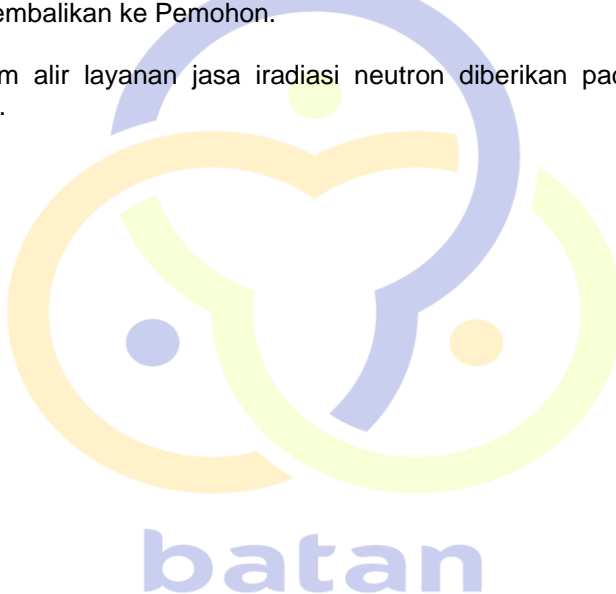 embalikan ke Pemohon.
m alir layanan jasa iradiasi neutron diberikan pad
.
batan